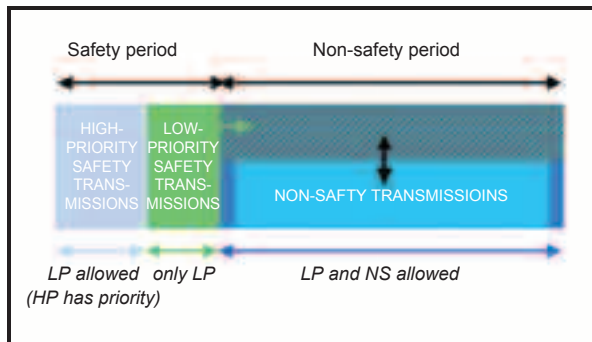 Safety period
Non-safety period
HIGH-
PRIORITY
SAFETY
TRANS-
MISSIONS
LOW-
PRIORITY
SAFETY
TRANS-
MISSIONS
NON-SAFTY TRANSMISSIOINS
LP allowed
(HP has priority)
only LP
LP and NS allowed